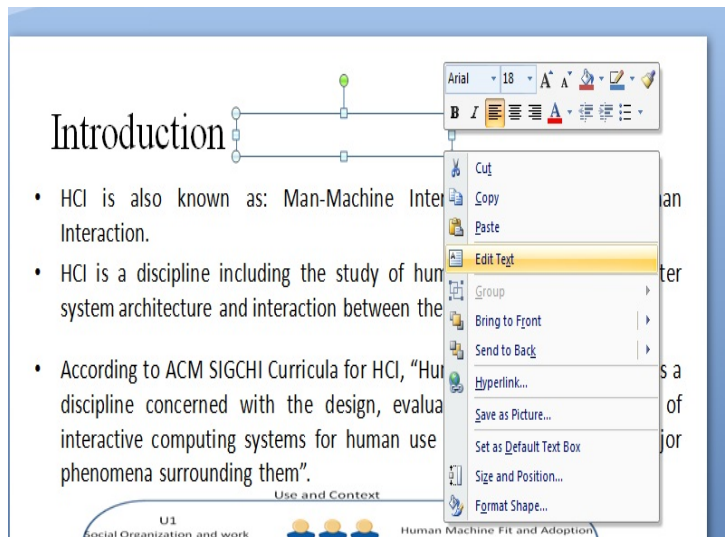 Arial 18
Introduction
• HCI is also known as: Man-Machine Inter
Interaction.
• HCI is a discipline including the study of hum
system architecture and interaction between the
• According to ACM SIGCHI Curricula for HCI, “Hu
s a
discipline concerned with the design, evalua
of
interactive computing systems for human use
jor
phenomena surrounding them”.
Use and Context
U1
Social Organization and work
Human Machine Fit and Adoption
Cut
Copy
Paste
Edit Text
Group
Bring to Front
Send to Back
Hyperlink...
Save as Picture...
Set as Default Text Box
Size and Position...
Format Shape...